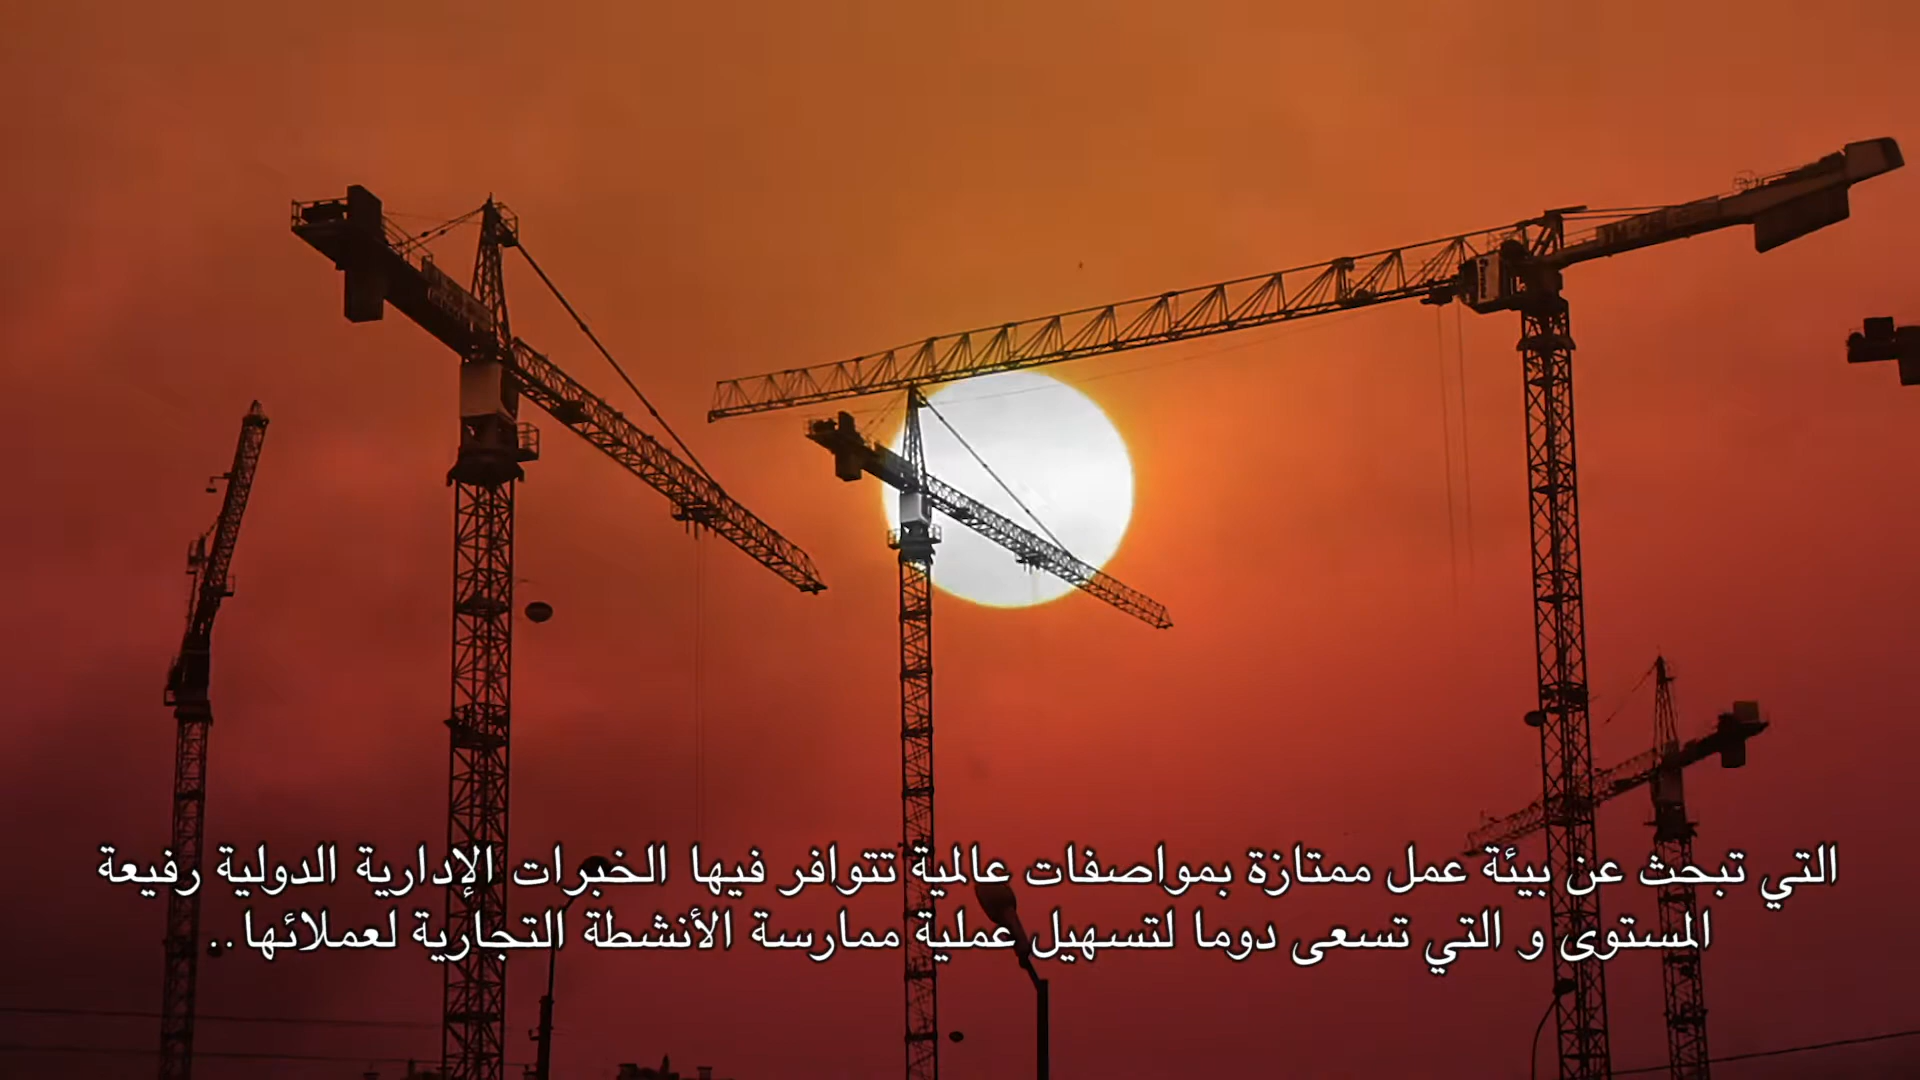 التي تبحث عن بيئة عمل ممتازة بمواصفات عالمية تتوافر فيها الخبرات الإدارية الدولية رفيعة
المستوى و التي تسعى دوما لتسهيل عملية ممارسة الأنشطة التجارية لعملائها..